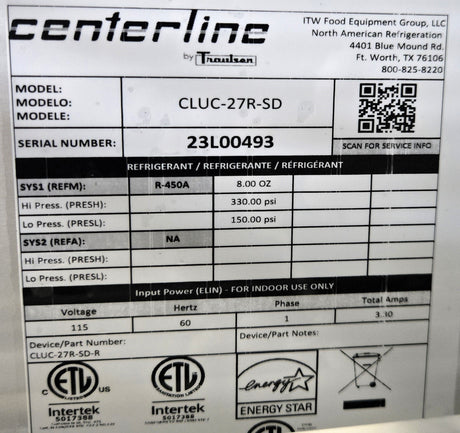 centerline
by Traulsen
ITW Food Equipment Group, LLC
North American Refrigeration
4401 Blue Mound Rd.
Ft. Worth, TX 76106
800-825-8220
MODEL:
MODELO:
MODELE:
CLUC-27R-SD
SERIAL NUMBER: 23L00493
SCAN FOR SERVICE INFO
REFRIGERANT / REFRIGERANTE / RÉFRIGÉRANT
SYS1 (REFM): R-450A 8.00 OZ
Hi Press. (PRESH): 330.00 psi
Lo Press. (PRESL): 150.00 psi
SYS2 (REFA): NA
Hi Press. (PRESH):
Lo Press. (PRESL):
Input Power (ELIN) - FOR INDOOR USE ONLY
Voltage Hertz Phase Total Amps
115 60 1 3.30
Device/Part Number:
CLUC-27R-SD-R
Device/Part Notes:
C ETL US
Intertek
5017388
ETL
Intertek
5017388
energy
ENERGY STAR
ETL